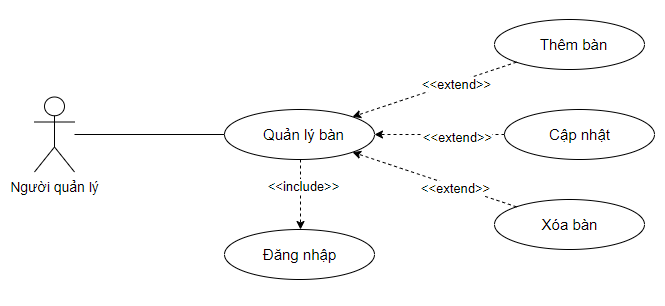 Thêm bàn
<<extend>>
Quản lý bàn
<<extend>>
Cập nhật
Người quản lý
<<include>>
<<extend>>
Xóa bàn
Đăng nhập